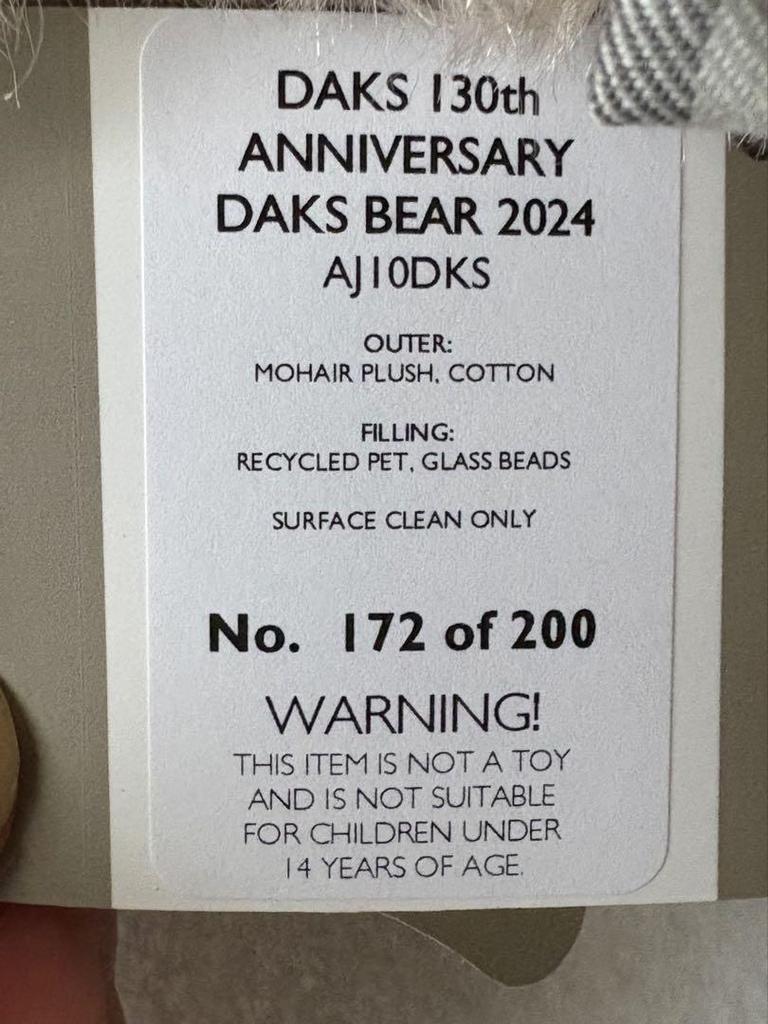 DAKS 130th
ANNIVERSARY
DAKS BEAR 2024
AJ10DKS
OUTER:
MOHAIR PLUSH, COTTON
FILLING:
RECYCLED PET, GLASS BEADS
SURFACE CLEAN ONLY
No. 172 of 200
WARNING!
THIS ITEM IS NOT A TOY
AND IS NOT SUITABLE
FOR CHILDREN UNDER
14 YEARS OF AGE.